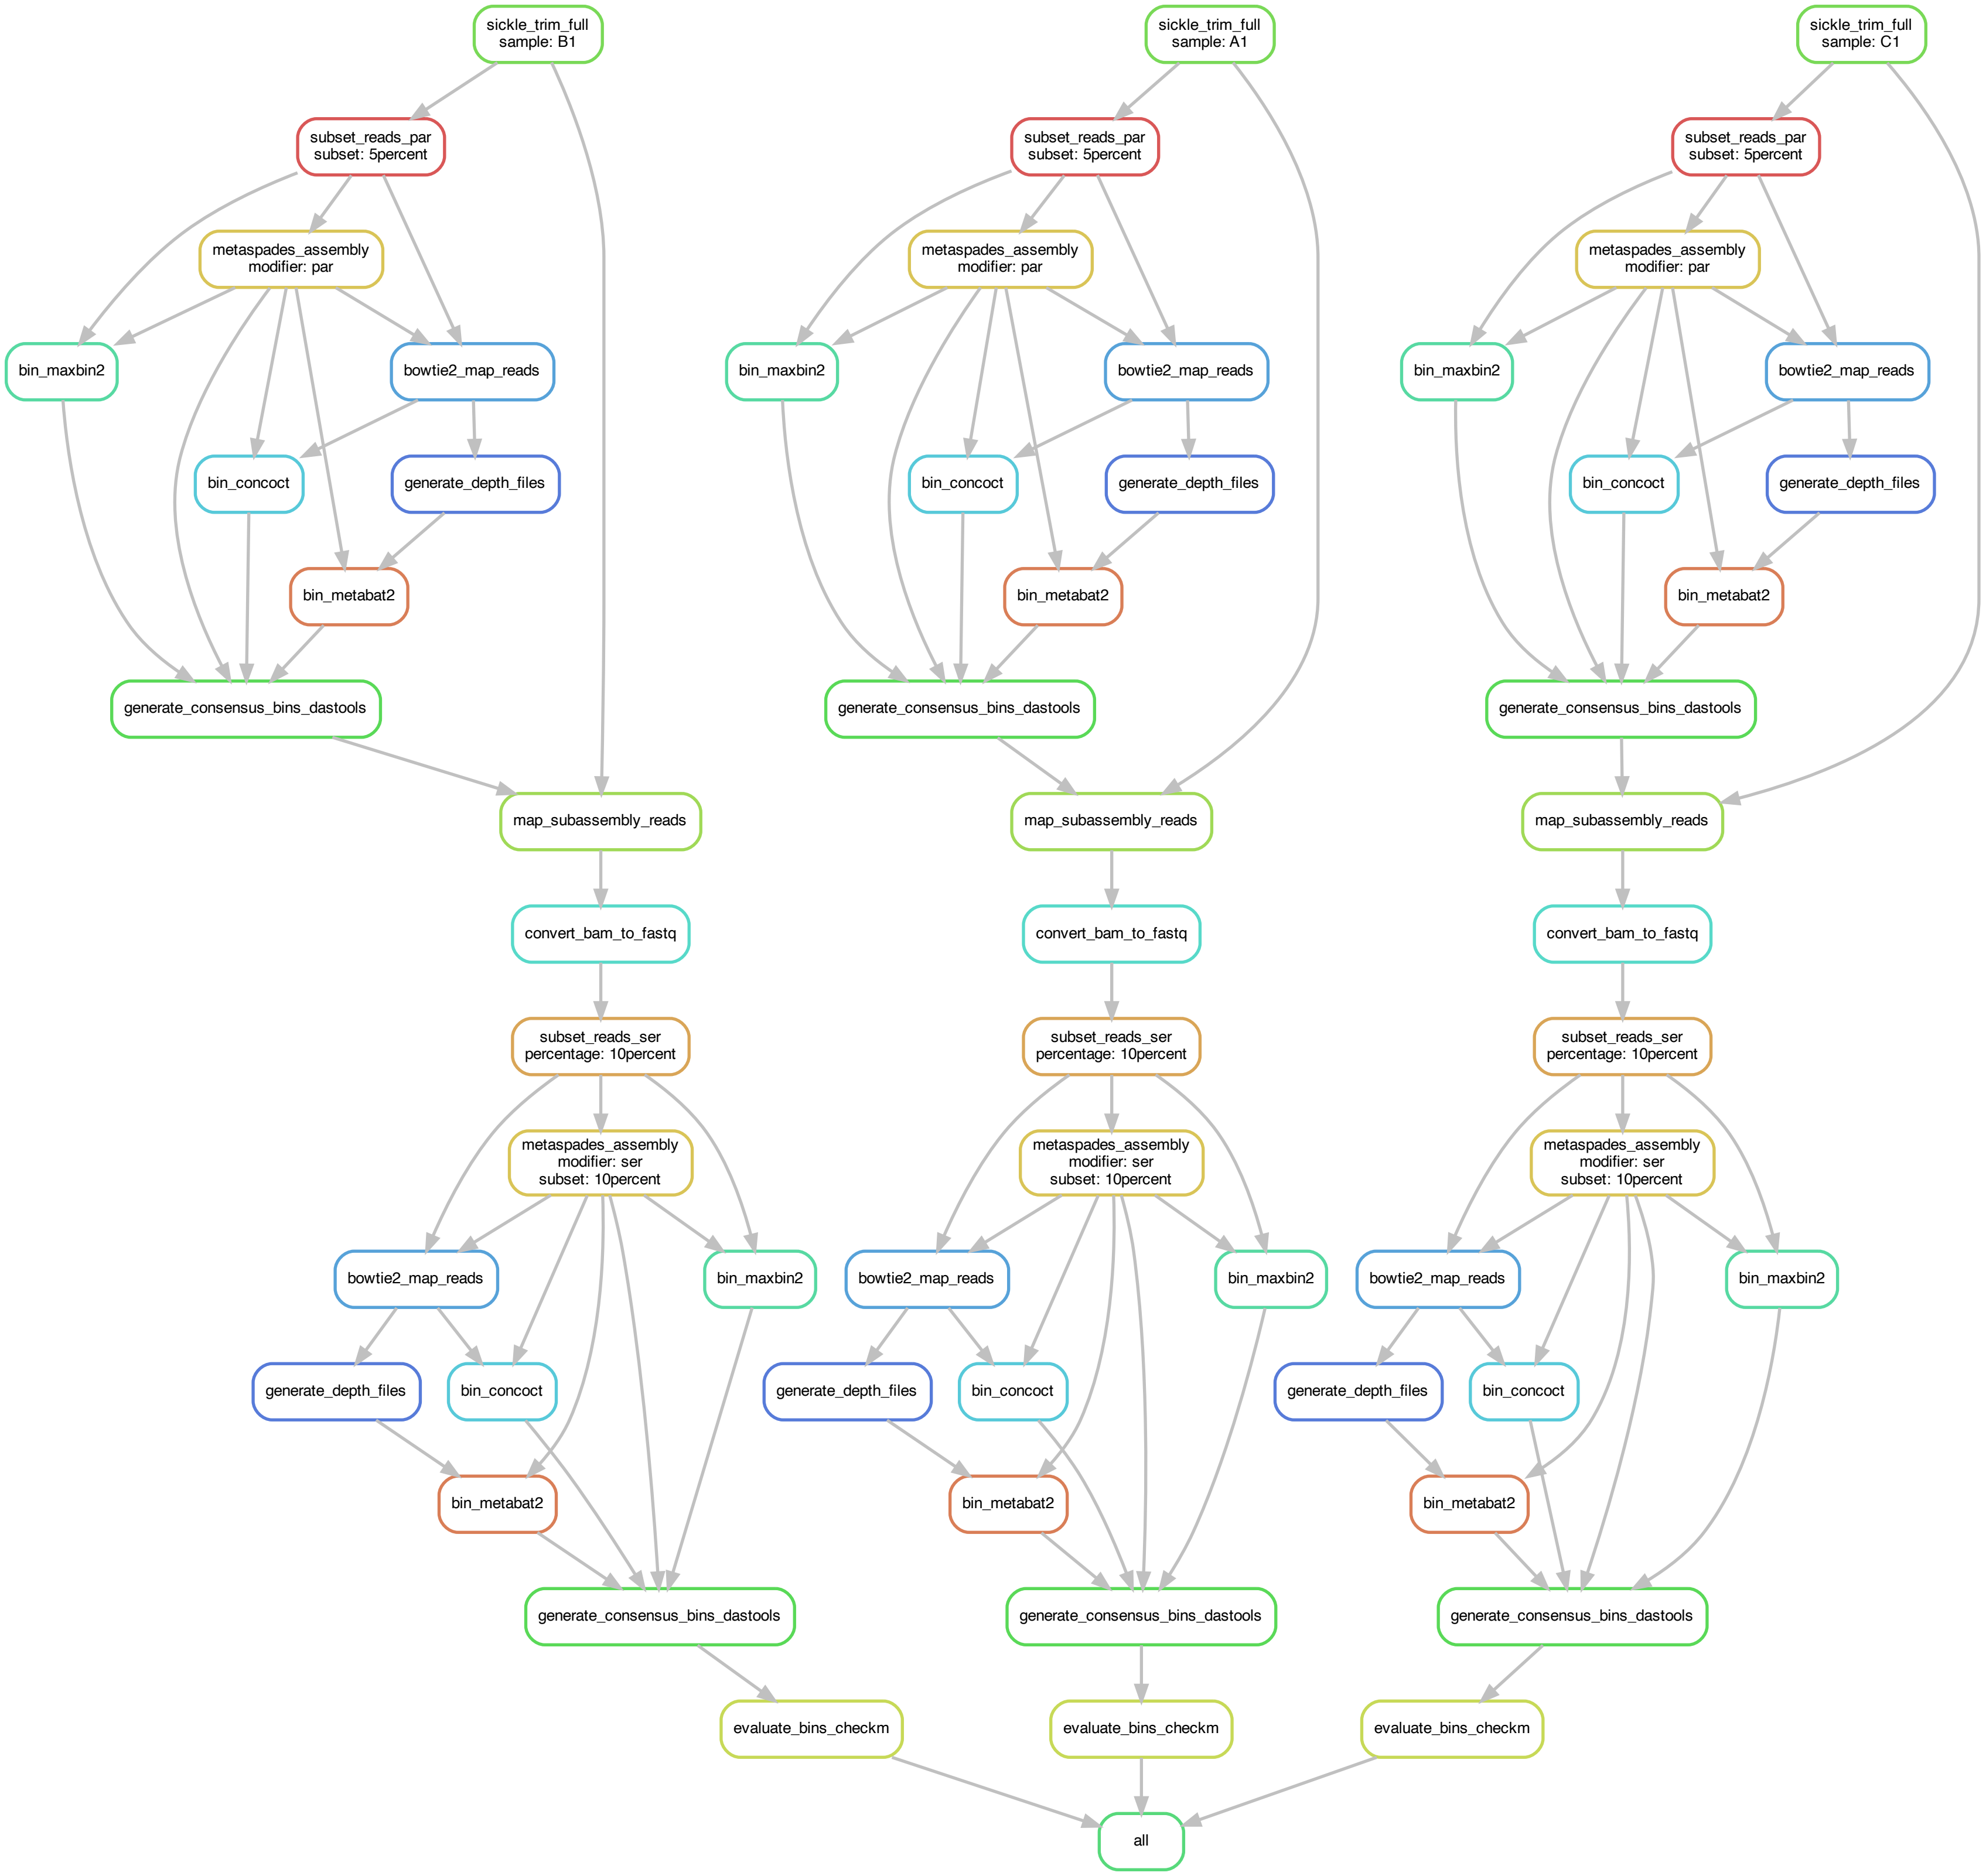 sickle_trim_full
sample: B1
sickle_trim_full
sample: A1
sickle_trim_full
sample: C1
subset_reads_par
subset: 5percent
subset_reads_par
subset: 5percent
subset_reads_par
subset: 5percent
metaspades_assembly
modifier: par
metaspades_assembly
modifier: par
metaspades_assembly
modifier: par
bin_maxbin2
bowtie2_map_reads
bin_maxbin2
bowtie2_map_reads
bin_maxbin2
bowtie2_map_reads
bin_concoct
generate_depth_files
bin_concoct
generate_depth_files
bin_concoct
generate_depth_files
bin_metabat2
bin_metabat2
bin_metabat2
generate_consensus_bins_dastools
generate_consensus_bins_dastools
generate_consensus_bins_dastools
map_subassembly_reads
map_subassembly_reads
map_subassembly_reads
convert_bam_to_fastq
convert_bam_to_fastq
convert_bam_to_fastq
subset_reads_ser
percentage: 10percent
subset_reads_ser
percentage: 10percent
subset_reads_ser
percentage: 10percent
metaspades_assembly
modifier: ser
subset: 10percent
metaspades_assembly
modifier: ser
subset: 10percent
metaspades_assembly
modifier: ser
subset: 10percent
bowtie2_map_reads
bin_maxbin2
bowtie2_map_reads
bin_maxbin2
bowtie2_map_reads
bin_maxbin2
generate_depth_files
bin_concoct
generate_depth_files
bin_concoct
generate_depth_files
bin_concoct
bin_metabat2
bin_metabat2
bin_metabat2
generate_consensus_bins_dastools
generate_consensus_bins_dastools
generate_consensus_bins_dastools
evaluate_bins_checkm
evaluate_bins_checkm
evaluate_bins_checkm
all